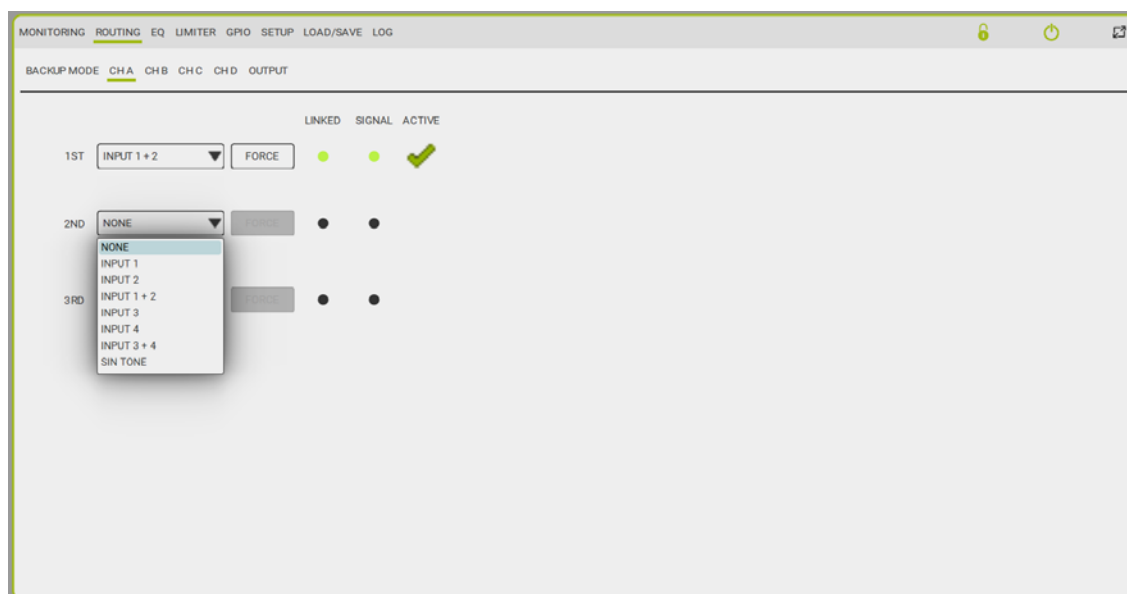 MONITORING ROUTING EQ LIMITER GPIO SETUP LOAD/SAVE LOG
BACKUP MODE CH A CH B CH C CH D OUTPUT
LINKED SIGNAL ACTIVE
1ST INPUT 1 + 2 FORCE
2ND NONE FORCE
NONE
INPUT 1
INPUT 2
3RD INPUT 1 + 2 FORCE
INPUT 3
INPUT 4
INPUT 3 + 4
SIN TONE